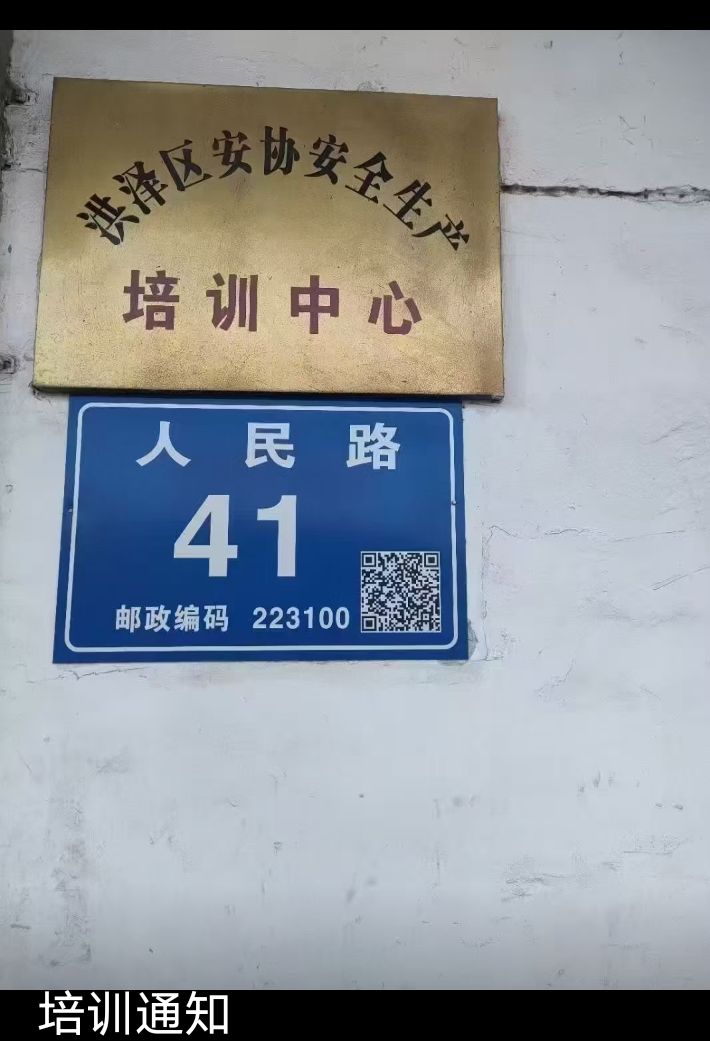 洪泽区安协安全生产
培训中心
人民路
41
邮政编码 223100
培训通知